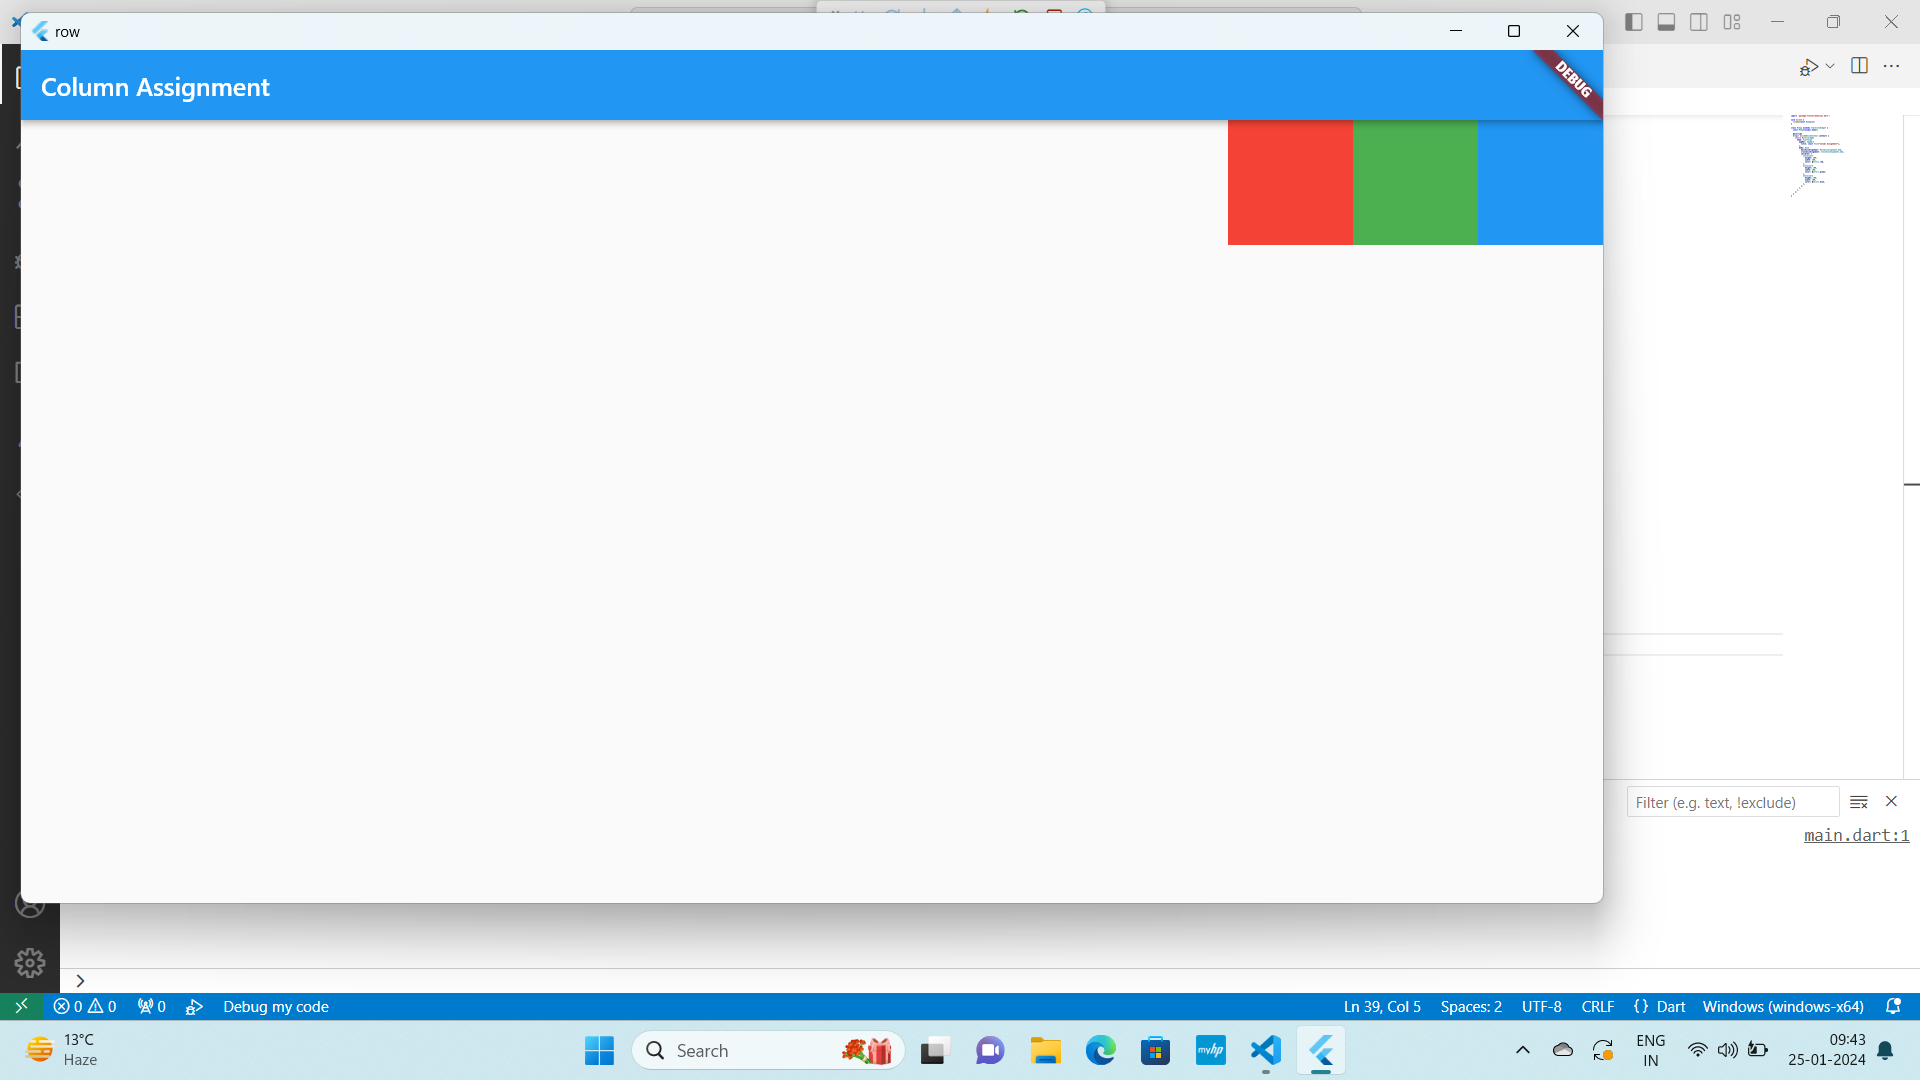 row
Column Assignment
DEBUG
Filter (e.g. text, !exclude)
main.dart:1
0 0 0 Debug my code
Ln 39, Col 5 Spaces: 2 UTF-8 CRLF {} Dart Windows (windows-x64)
13°C
Haze
Search
myhp
ENG
IN
09:43
25-01-2024